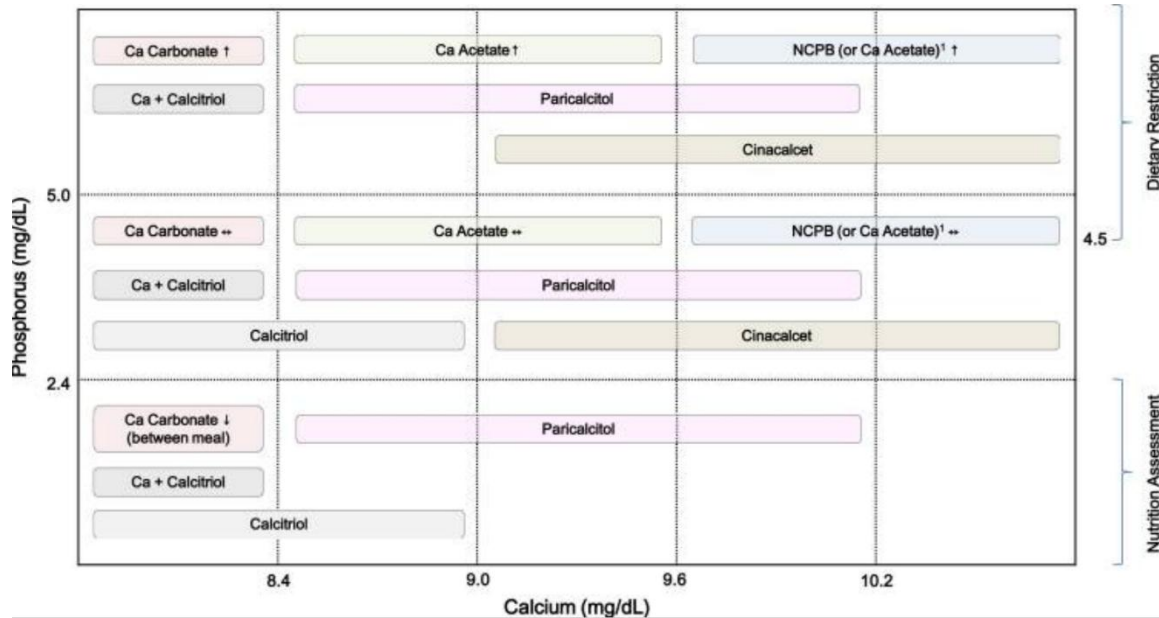 Ca Carbonate ↑
Ca Acetate ↑
NCPB (or Ca Acetate)¹ ↑
Ca + Calcitriol
Paricalcitol
Cinacalcet
Dietary Restriction
5.0
Ca Carbonate ↔
Ca Acetate ↔
NCPB (or Ca Acetate)¹ ↔
4.5
Ca + Calcitriol
Paricalcitol
Calcitriol
Cinacalcet
Phosphorus (mg/dL)
2.4
Ca Carbonate ↓
(between meal)
Paricalcitol
Ca + Calcitriol
Calcitriol
Nutrition Assessment
8.4
9.0
9.6
10.2
Calcium (mg/dL)